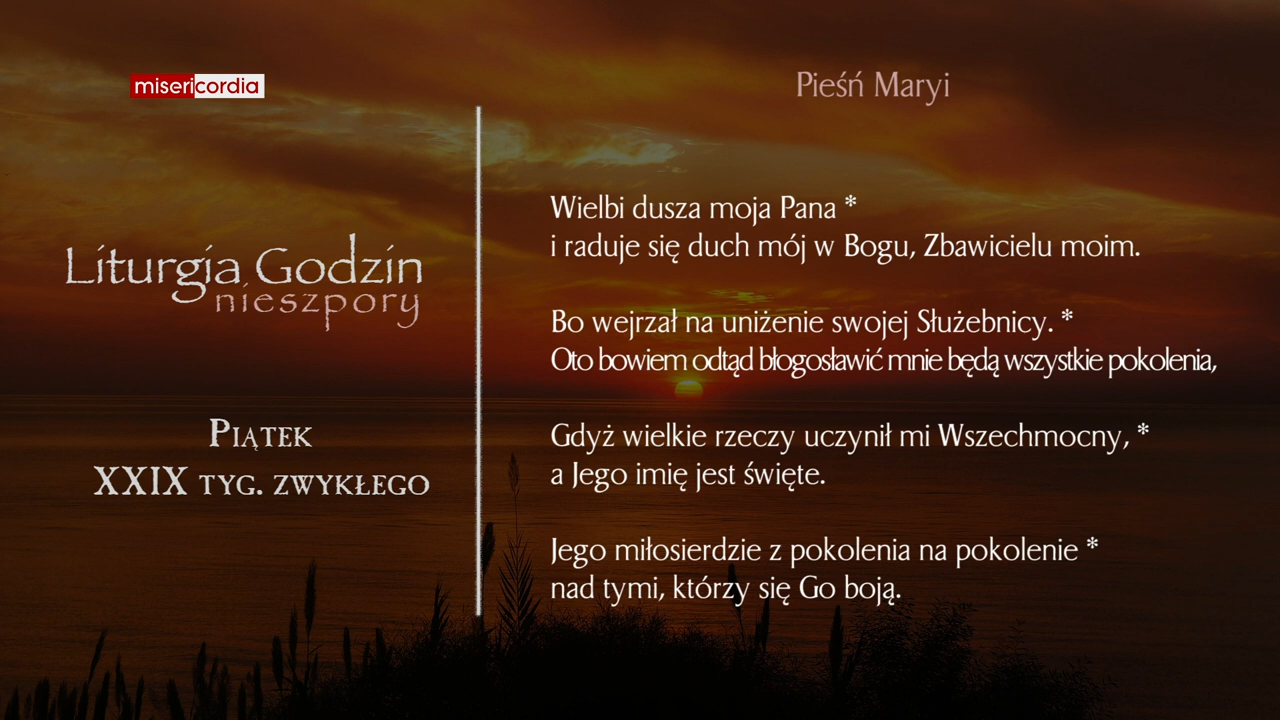 misericordia
Liturgia Godzin
nieszpory
Piątek
XXIX tyg. zwykłego
Pieśń Maryi
Wielbi dusza moja Pana *
i raduje się duch mój w Bogu, Zbawicielu moim.
Bo wejrzał na uniżenie swojej Służebnicy. *
Oto bowiem odtąd błogosławić mnie będą wszystkie pokolenia,
Gdyż wielkie rzeczy uczynił mi Wszechmocny, *
a Jego imię jest święte.
Jego miłosierdzie z pokolenia na pokolenie *
nad tymi, którzy się Go boją.